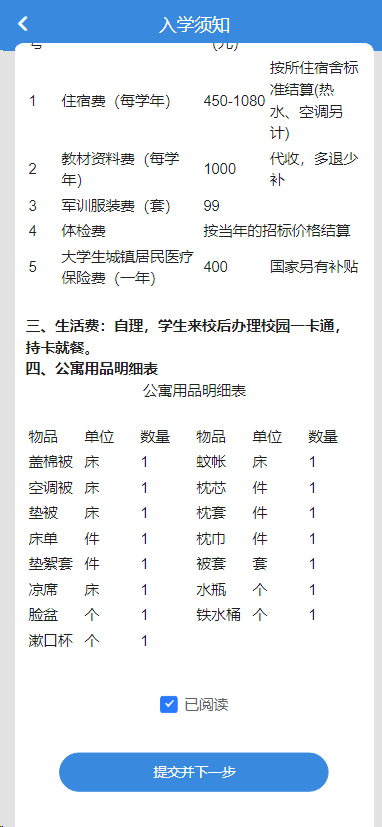 入学须知
号 (元)
按所住宿舍标
1 住宿费（每学年） 450-1080 准结算(热
水、空调另
计)
教材资料费（每学 代收，多退少
2 1000
年） 补
3 军训服装费（套） 99
4 体检费 按当年的招标价格结算
大学生城镇居民医疗
5 400 国家另有补贴
保险费（一年）
三、生活费：自理，学生来校后办理校园一卡通，
持卡就餐。
四、公寓用品明细表
公寓用品明细表
物品 单位 数量 物品 单位 数量
盖棉被 床 1 蚊帐 床 1
空调被 床 1 枕芯 件 1
垫被 床 1 枕套 件 1
床单 件 1 枕巾 件 1
垫絮套 件 1 被套 套 1
凉席 床 1 水瓶 个 1
脸盆 个 1 铁水桶 个 1
漱口杯 个 1
已阅读
提交并下一步